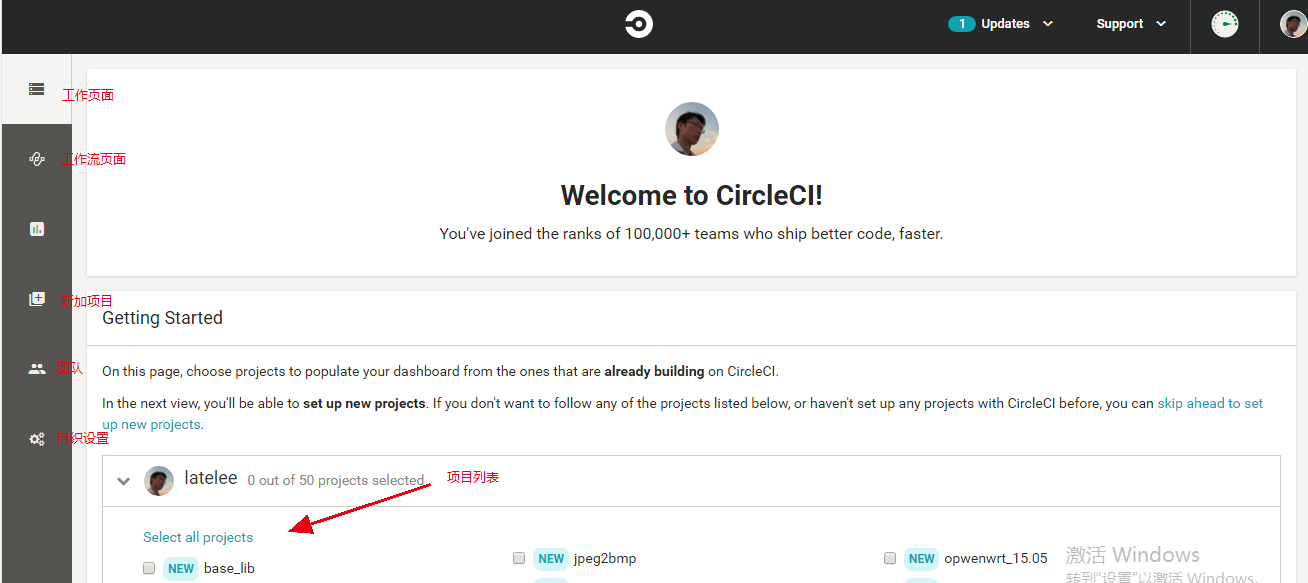 1 Updates Support
工作页面
工作流页面
Welcome to CircleCI!
You've joined the ranks of 100,000+ teams who ship better code, faster.
新加项目
Getting Started
团队
On this page, choose projects to populate your dashboard from the ones that are already building on CircleCI.
In the next view, you'll be able to set up new projects. If you don't want to follow any of the projects listed below, or haven't set up any projects with CircleCI before, you can skip ahead to set
up new projects.
组织设置
latelee 0 out of 50 projects selected
项目列表
Select all projects
NEW base_lib
NEW jpeg2bmp
NEW opwenwrt_15.05
激活 Windows
转到“设置”以激活 Windows。